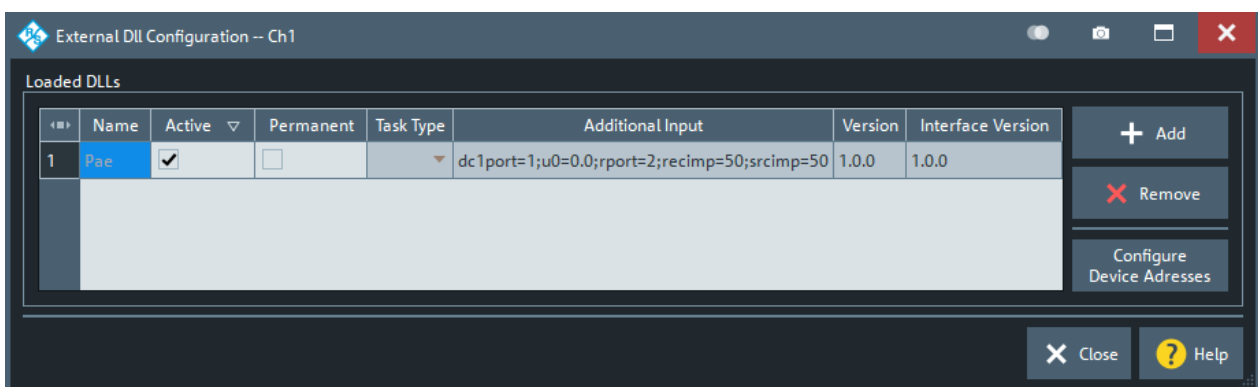 R&S External Dll Configuration -- Ch1
Loaded DLLs
Name Active Permanent Task Type Additional Input Version Interface Version
1 Pae dc1port=1;u0=0.0;rport=2;recimp=50;srcimp=50 1.0.0 1.0.0
Add
Remove
Configure
Device Adresses
Close ? Help